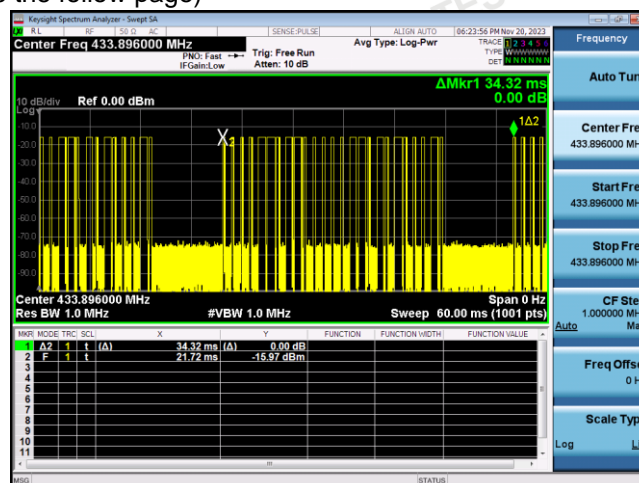 the follow page)
Keysight Spectrum Analyzer - Swept SA
RL RF 50 Ω AC SENSE:PULSE ALIGN AUTO 06:23:56 PM Nov 20, 2023
Center Freq 433.896000 MHz
PNO: Fast
IFGain:Low
Trig: Free Run
Atten: 10 dB
Avg Type: Log-Pwr
TRACE 1 2 3 4 5 6
TYPE
DET N N N N N N
ΔMkr1 34.32 ms
0.00 dB
10 dB/div Ref 0.00 dBm
Log
-10.0
-20.0
-30.0
-40.0
-50.0
-60.0
-70.0
-80.0
-90.0
X2
1Δ2
Center 433.896000 MHz Span 0 Hz
Res BW 1.0 MHz #VBW 1.0 MHz Sweep 60.00 ms (1001 pts)
MKR MODE TRC SCL X Y FUNCTION FUNCTION WIDTH FUNCTION VALUE
1 Δ2 1 t (Δ) 34.32 ms (Δ) 0.00 dB
2 F 1 t 21.72 ms -15.97 dBm
3
4
5
6
7
8
9
10
11
MSG STATUS
Frequency
Auto Tun
Center Fre
433.896000 MH
Start Fre
433.896000 MH
Stop Fre
433.896000 MH
CF Ste
1.000000 MH
Auto Ma
Freq Offs
0 H
Scale Typ
Log Li